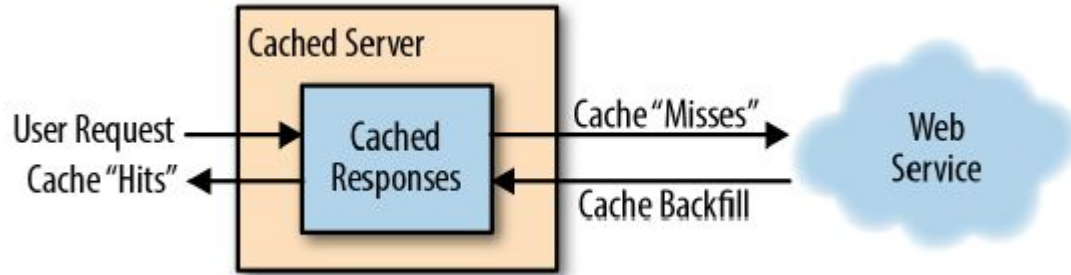 Cached Server
User Request
Cache “Hits”
Cached
Responses
Cache “Misses”
Cache Backfill
Web
Service